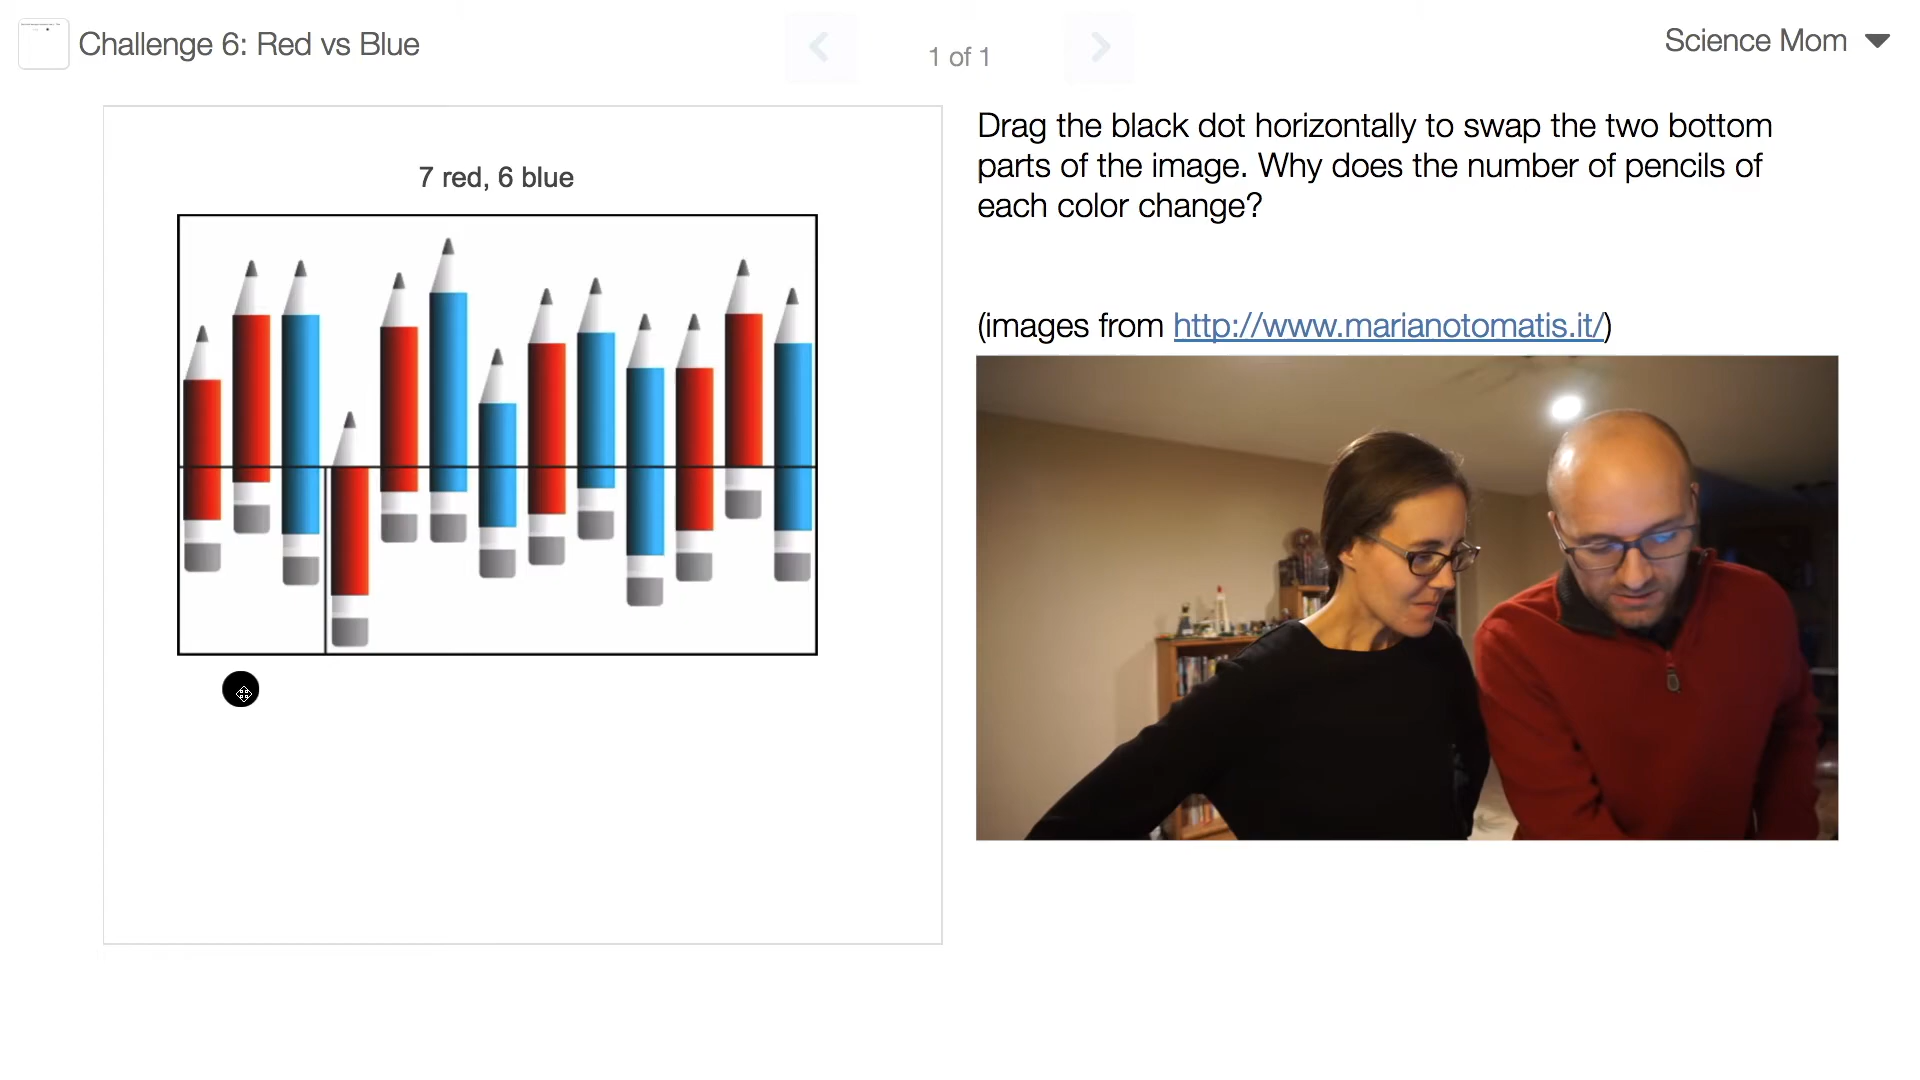 Challenge 6: Red vs Blue
1 of 1
Science Mom
7 red, 6 blue
Drag the black dot horizontally to swap the two bottom
parts of the image. Why does the number of pencils of
each color change?
(images from http://www.marianotomatis.it/)